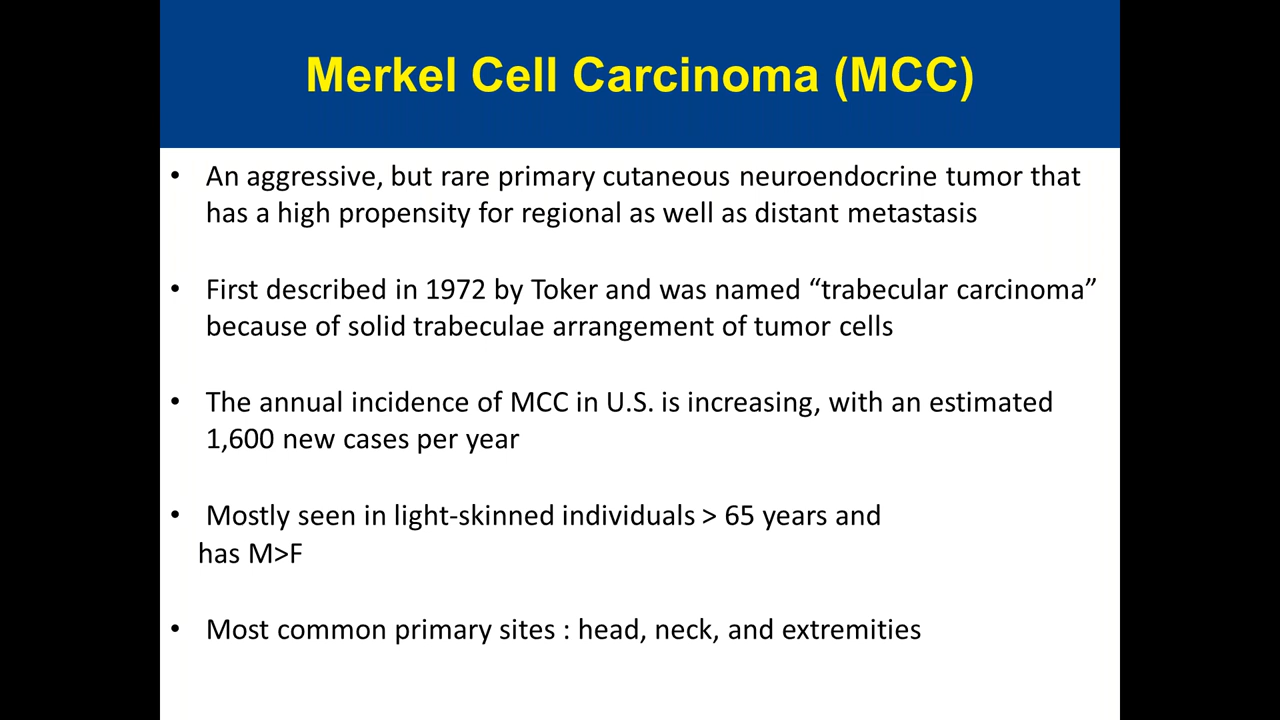 Merkel Cell Carcinoma (MCC)
• An aggressive, but rare primary cutaneous neuroendocrine tumor that
has a high propensity for regional as well as distant metastasis
• First described in 1972 by Toker and was named “trabecular carcinoma”
because of solid trabeculae arrangement of tumor cells
• The annual incidence of MCC in U.S. is increasing, with an estimated
1,600 new cases per year
• Mostly seen in light-skinned individuals > 65 years and
has M>F
• Most common primary sites : head, neck, and extremities